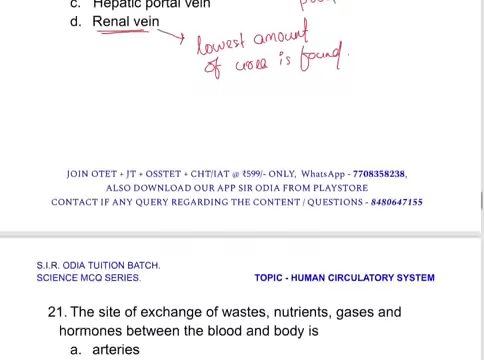 c. Hepatic portal vein
d. Renal vein
lowest amount
of urea is found.
JOIN OTET + JT + OSSTET + CHT/IAT @ ₹599/- ONLY, WhatsApp - 7708358238,
ALSO DOWNLOAD OUR APP SIR ODIA FROM PLAYSTORE
CONTACT IF ANY QUERY REGARDING THE CONTENT / QUESTIONS - 8480647155
S.I.R. ODIA TUITION BATCH.
SCIENCE MCQ SERIES. TOPIC - HUMAN CIRCULATORY SYSTEM
21. The site of exchange of wastes, nutrients, gases and
hormones between the blood and body is
a. arteries